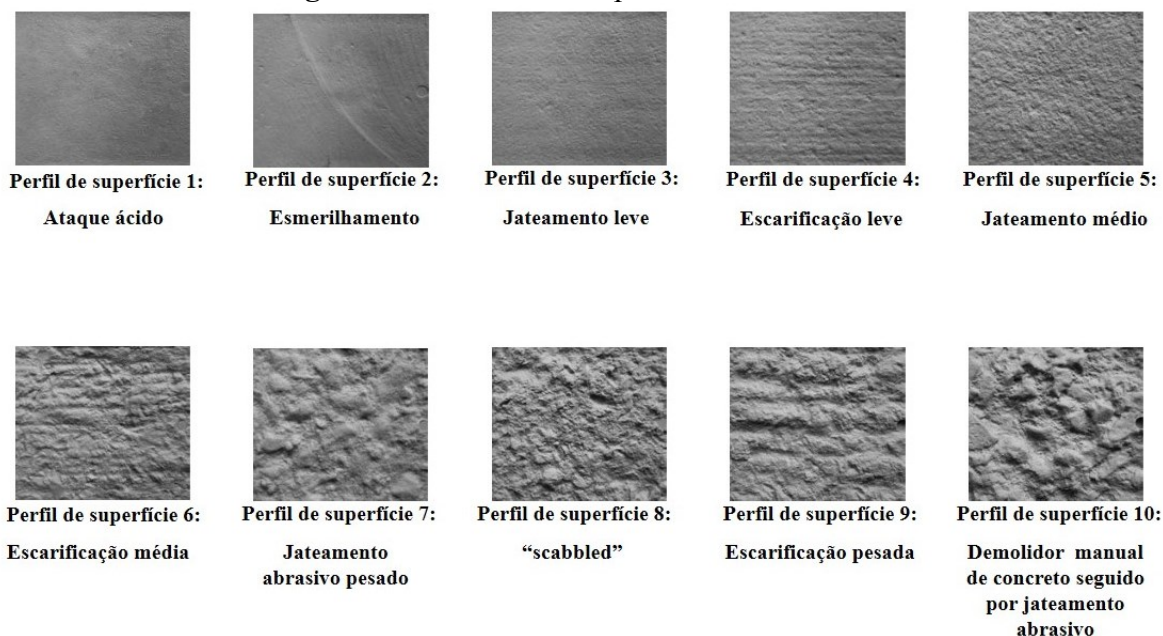 Perfil de superfície 1:
Ataque ácido
Perfil de superfície 2:
Esmerilhamento
Perfil de superfície 3:
Jateamento leve
Perfil de superfície 4:
Escarificação leve
Perfil de superfície 5:
Jateamento médio
Perfil de superfície 6:
Escarificação média
Perfil de superfície 7:
Jateamento
abrasivo pesado
Perfil de superfície 8:
“scabbled”
Perfil de superfície 9:
Escarificação pesada
Perfil de superfície 10:
Demolidor manual
de concreto seguido
por jateamento
abrasivo